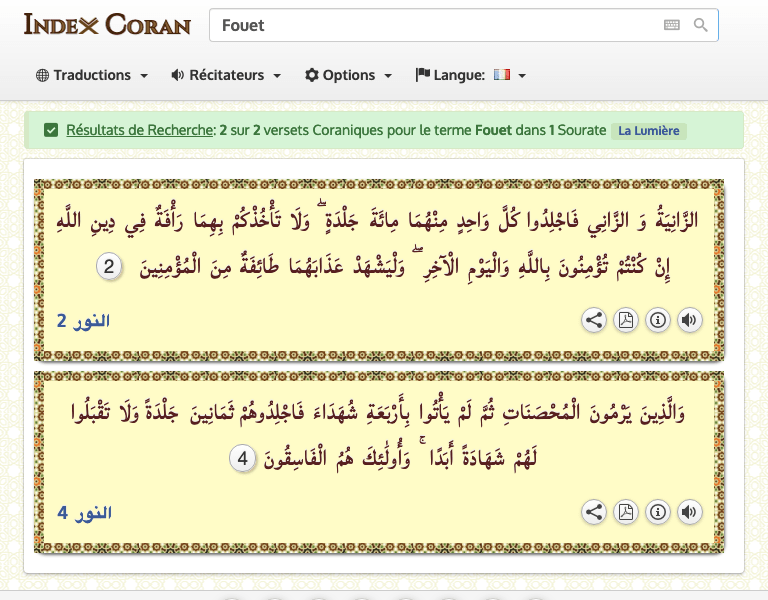 INDEX CORAN
Fouet
Traductions Récitateurs Options Langue:
Résultats de Recherche: 2 sur 2 versets Coraniques pour le terme Fouet dans 1 Sourate La Lumière
الزَّانِيَةُ وَ الزَّانِي فَاجْلِدُوا كُلَّ وَاحِدٍ مِنْهُمَا مِائَةَ جَلْدَةٍ ۖ وَلَا تَأْخُذْكُمْ بِهِمَا رَأْفَةٌ فِي دِينِ اللَّهِ
إِنْ كُنْتُمْ تُؤْمِنُونَ بِاللَّهِ وَالْيَوْمِ الْآخِرِ ۖ وَلْيَشْهَدْ عَذَابَهُمَا طَائِفَةٌ مِنَ الْمُؤْمِنِينَ 2
النور 2
وَالَّذِينَ يَرْمُونَ الْمُحْصَنَاتِ ثُمَّ لَمْ يَأْتُوا بِأَرْبَعَةِ شُهَدَاءَ فَاجْلِدُوهُمْ ثَمَانِينَ جَلْدَةً وَلَا تَقْبَلُوا
لَهُمْ شَهَادَةً أَبَدًا ۚ وَأُولَٰئِكَ هُمُ الْفَاسِقُونَ 4
النور 4